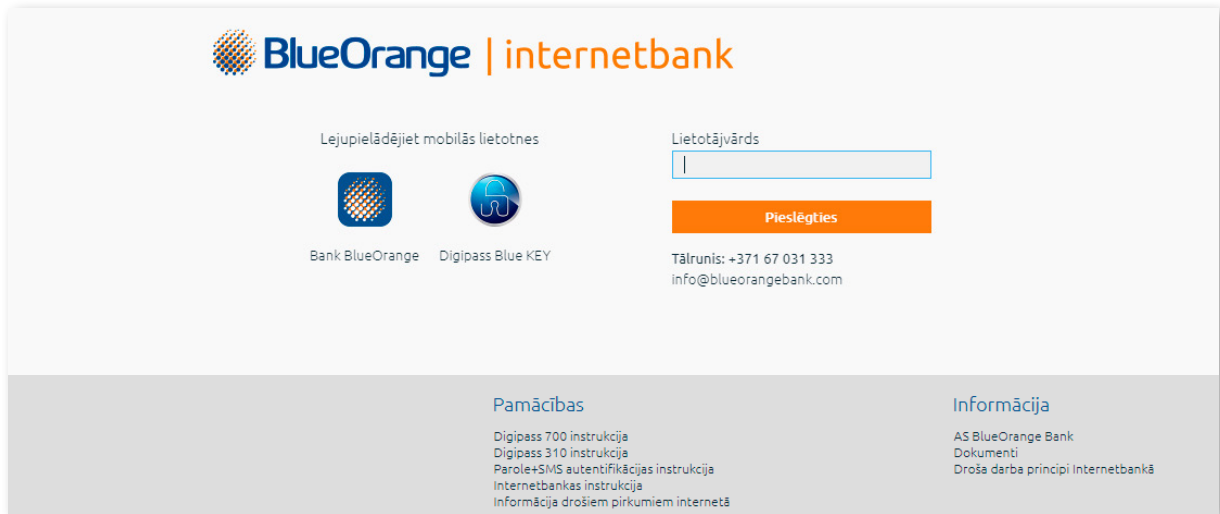 BlueOrange | internetbank
Lejupielādējiet mobilās lietotnes
Bank BlueOrange
Digipass Blue KEY
Lietotājvārds
Pieslēgties
Tālrunis: +371 67 031 333
info@blueorangebank.com
Pamācības
Digipass 700 instrukcija
Digipass 310 instrukcija
Parole+SMS autentifikācijas instrukcija
Internetbankas instrukcija
Informācija drošiem pirkumiem internetā
Informācija
AS BlueOrange Bank
Dokumenti
Droša darba principi Internetbankā